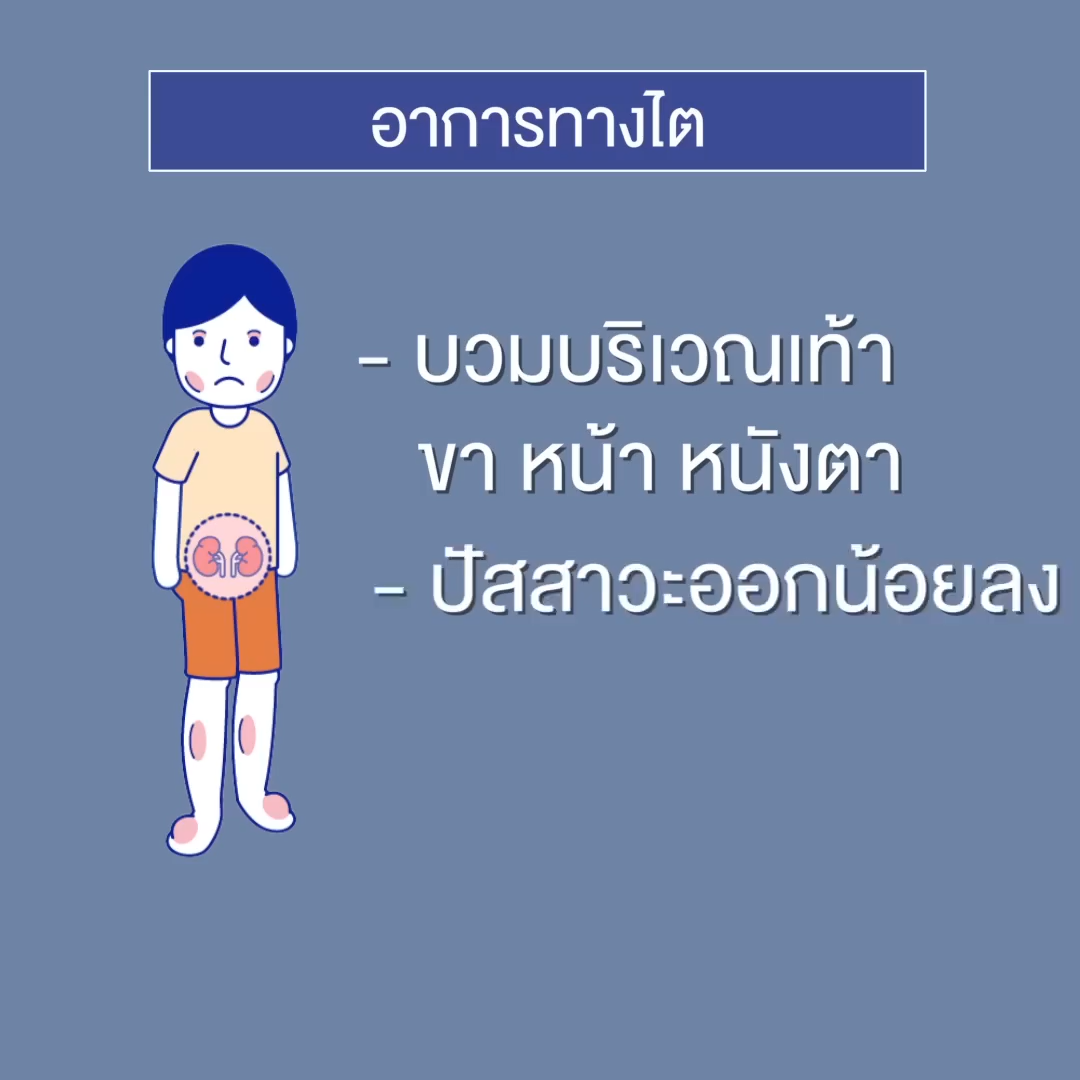 อาการทางไต
- บวมบริเวณเท้า
ขา หน้า หนังตา
- ปัสสาวะออกน้อยลง